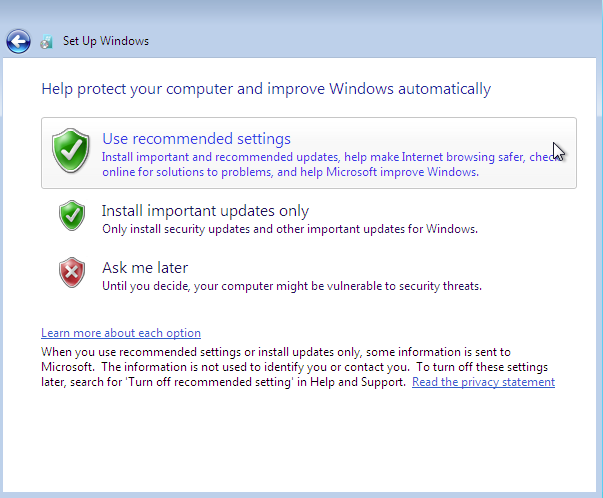 Set Up Windows
Help protect your computer and improve Windows automatically
Use recommended settings
Install important and recommended updates, help make Internet browsing safer, check
online for solutions to problems, and help Microsoft improve Windows.
Install important updates only
Only install security updates and other important updates for Windows.
Ask me later
Until you decide, your computer might be vulnerable to security threats.
Learn more about each option
When you use recommended settings or install updates only, some information is sent to
Microsoft. The information is not used to identify you or contact you. To turn off these settings
later, search for 'Turn off recommended setting' in Help and Support. Read the privacy statement